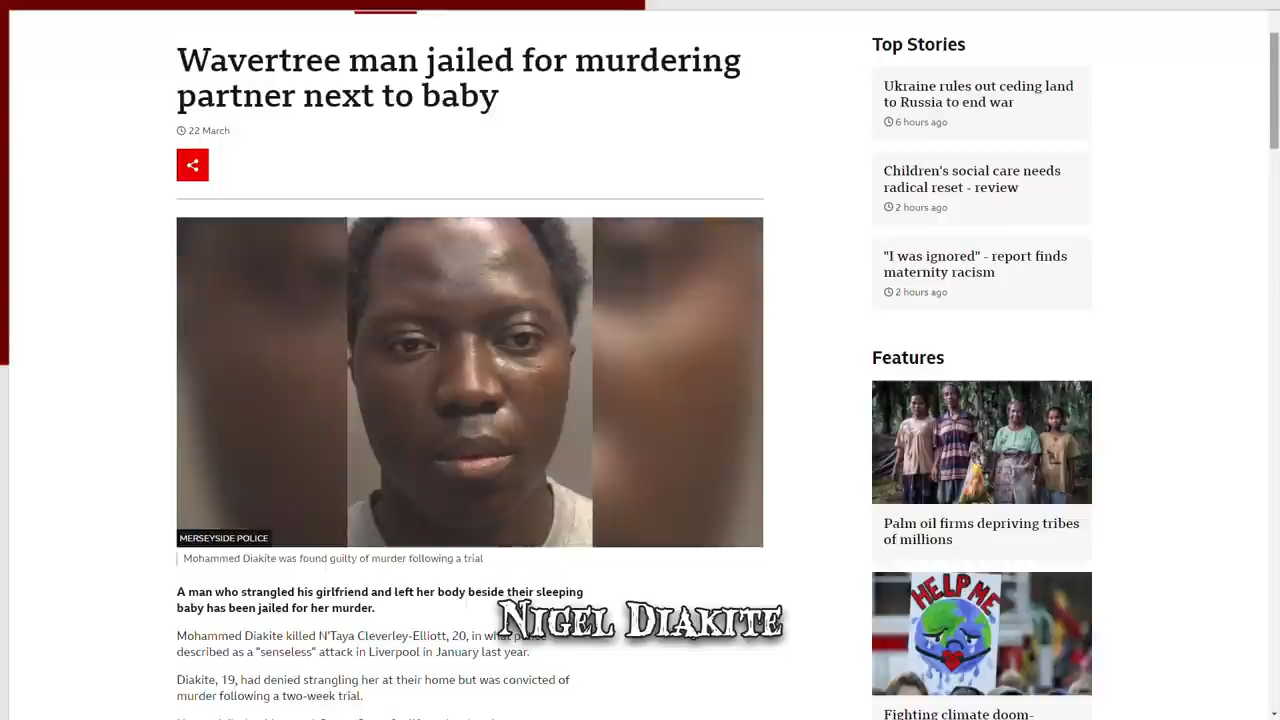 Wavertree man jailed for murdering
partner next to baby
22 March
MERSEYSIDE POLICE
Mohammed Diakite was found guilty of murder following a trial
A man who strangled his girlfriend and left her body beside their sleeping
baby has been jailed for her murder.
Mohammed Diakite killed N'Taya Cleverley-Elliott, 20, in what
described as a "senseless" attack in Liverpool in January last year.
Diakite, 19, had denied strangling her at their home but was convicted of
murder following a two-week trial.
NIGEL DIAKITE
Top Stories
Ukraine rules out ceding land
to Russia to end war
6 hours ago
Children's social care needs
radical reset - review
2 hours ago
"I was ignored" - report finds
maternity racism
2 hours ago
Features
Palm oil firms depriving tribes
of millions
HELP ME
Fighting climate doom-